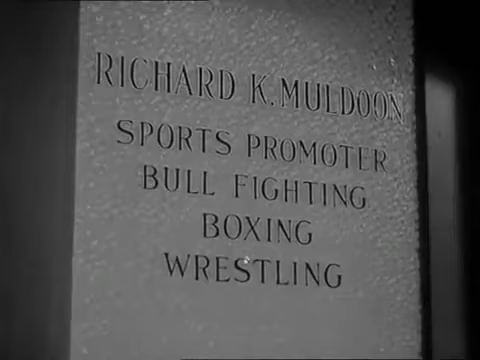 RICHARD K. MULDOON
SPORTS PROMOTER
BULL FIGHTING
BOXING
WRESTLING